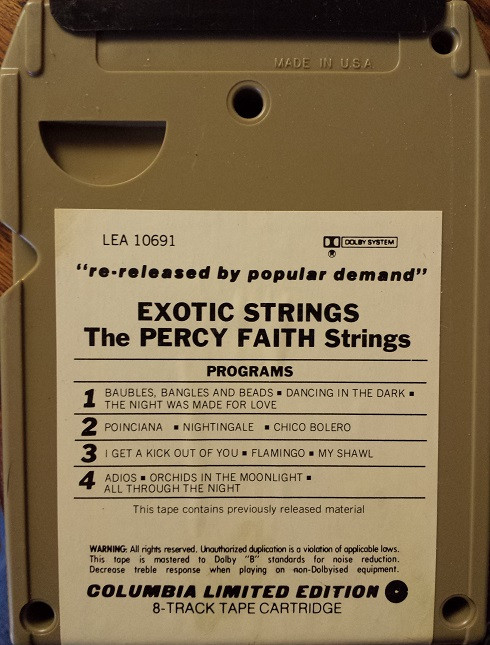 MADE IN U.S.A
LEA 10691
DOLBY SYSTEM
®
"re-released by popular demand"
EXOTIC STRINGS
The PERCY FAITH Strings
PROGRAMS
1 BAUBLES, BANGLES AND BEADS ▪ DANCING IN THE DARK ▪
THE NIGHT WAS MADE FOR LOVE
2 POINCIANA ▪ NIGHTINGALE ▪ CHICO BOLERO
3 I GET A KICK OUT OF YOU ▪ FLAMINGO ▪ MY SHAWL
4 ADIOS ▪ ORCHIDS IN THE MOONLIGHT ▪
ALL THROUGH THE NIGHT
This tape contains previously released material
WARNING: All rights reserved. Unauthorized duplication is a violation of applicable laws.
This tape is mastered to Dolby "B" standards for noise reduction.
Decrease treble response when playing an non-Dolbyised equipment.
COLUMBIA LIMITED EDITION
8-TRACK TAPE CARTRIDGE